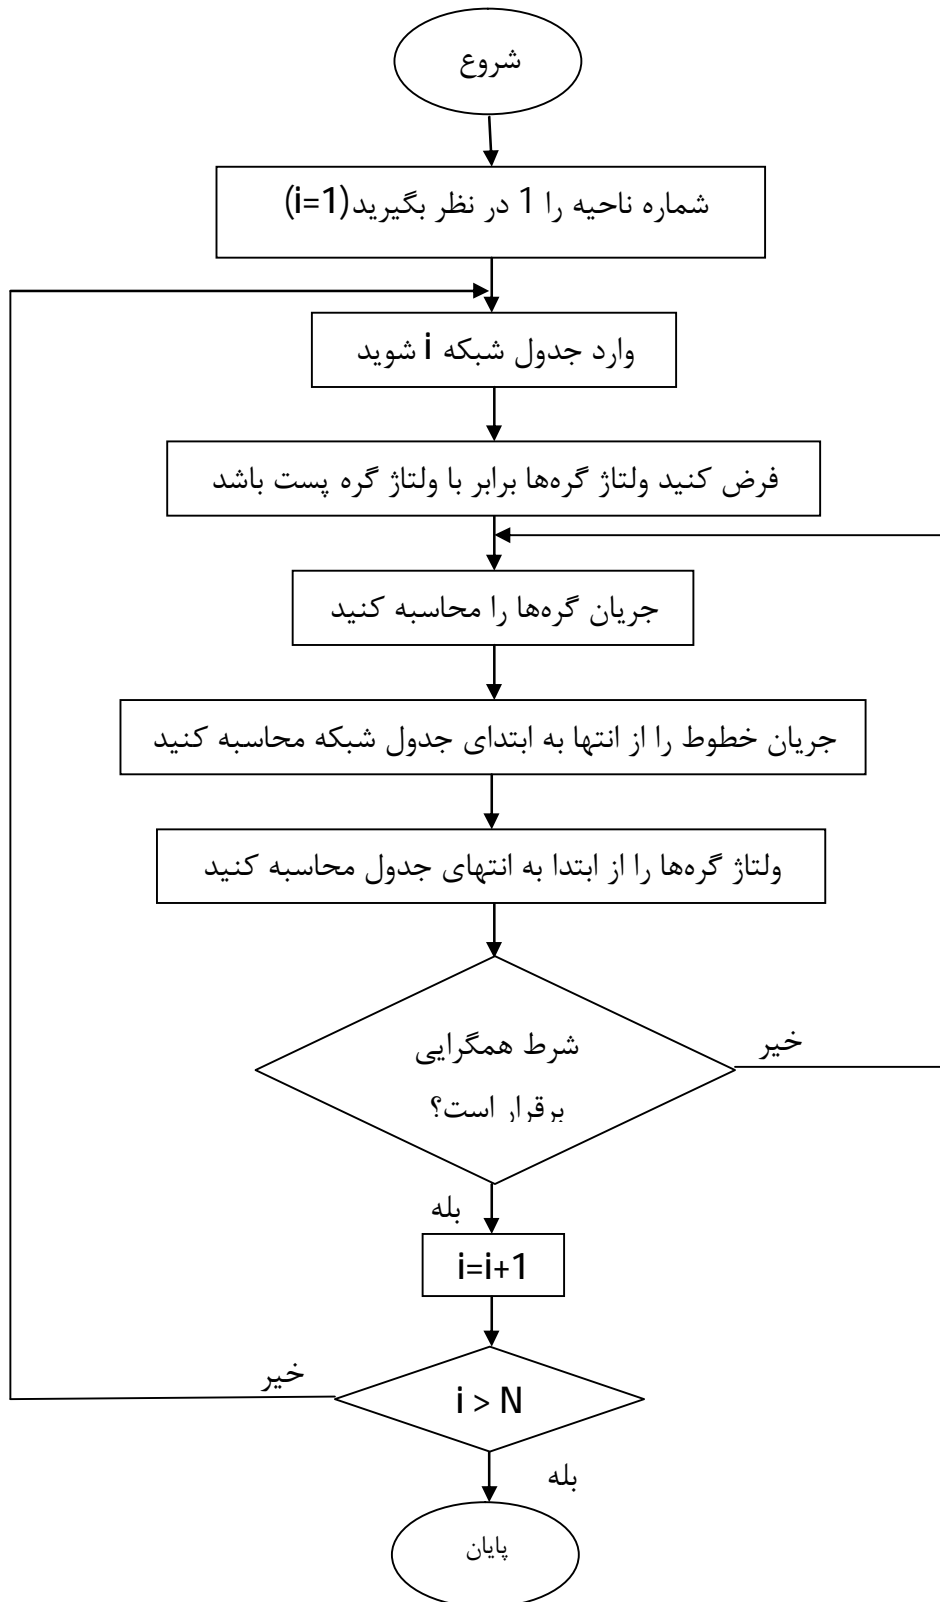 شروع
شماره ناحیه را 1 در نظر بگیرید(i=1)
وارد جدول شبکه i شوید
فرض کنید ولتاژ گره‌ها برابر با ولتاژ گره پست باشد
جریان گره‌ها را محاسبه کنید
جریان خطوط را از انتها به ابتدای جدول شبکه محاسبه کنید
ولتاژ گره‌ها را از ابتدا به انتهای جدول محاسبه کنید
شرط همگرایی
برقرار است؟
خیر
بله
i=i+1
خیر
i > N
بله
پایان